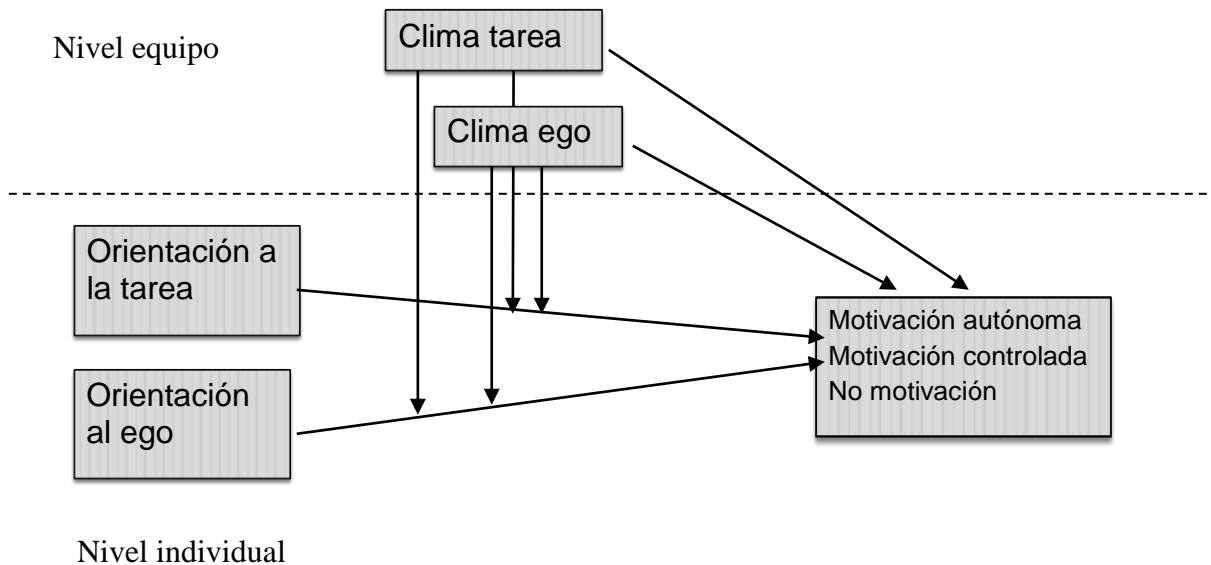 Nivel equipo
Clima tarea
Clima ego
Orientación a
la tarea
Motivación autónoma
Motivación controlada
No motivación
Orientación
al ego
Nivel individual